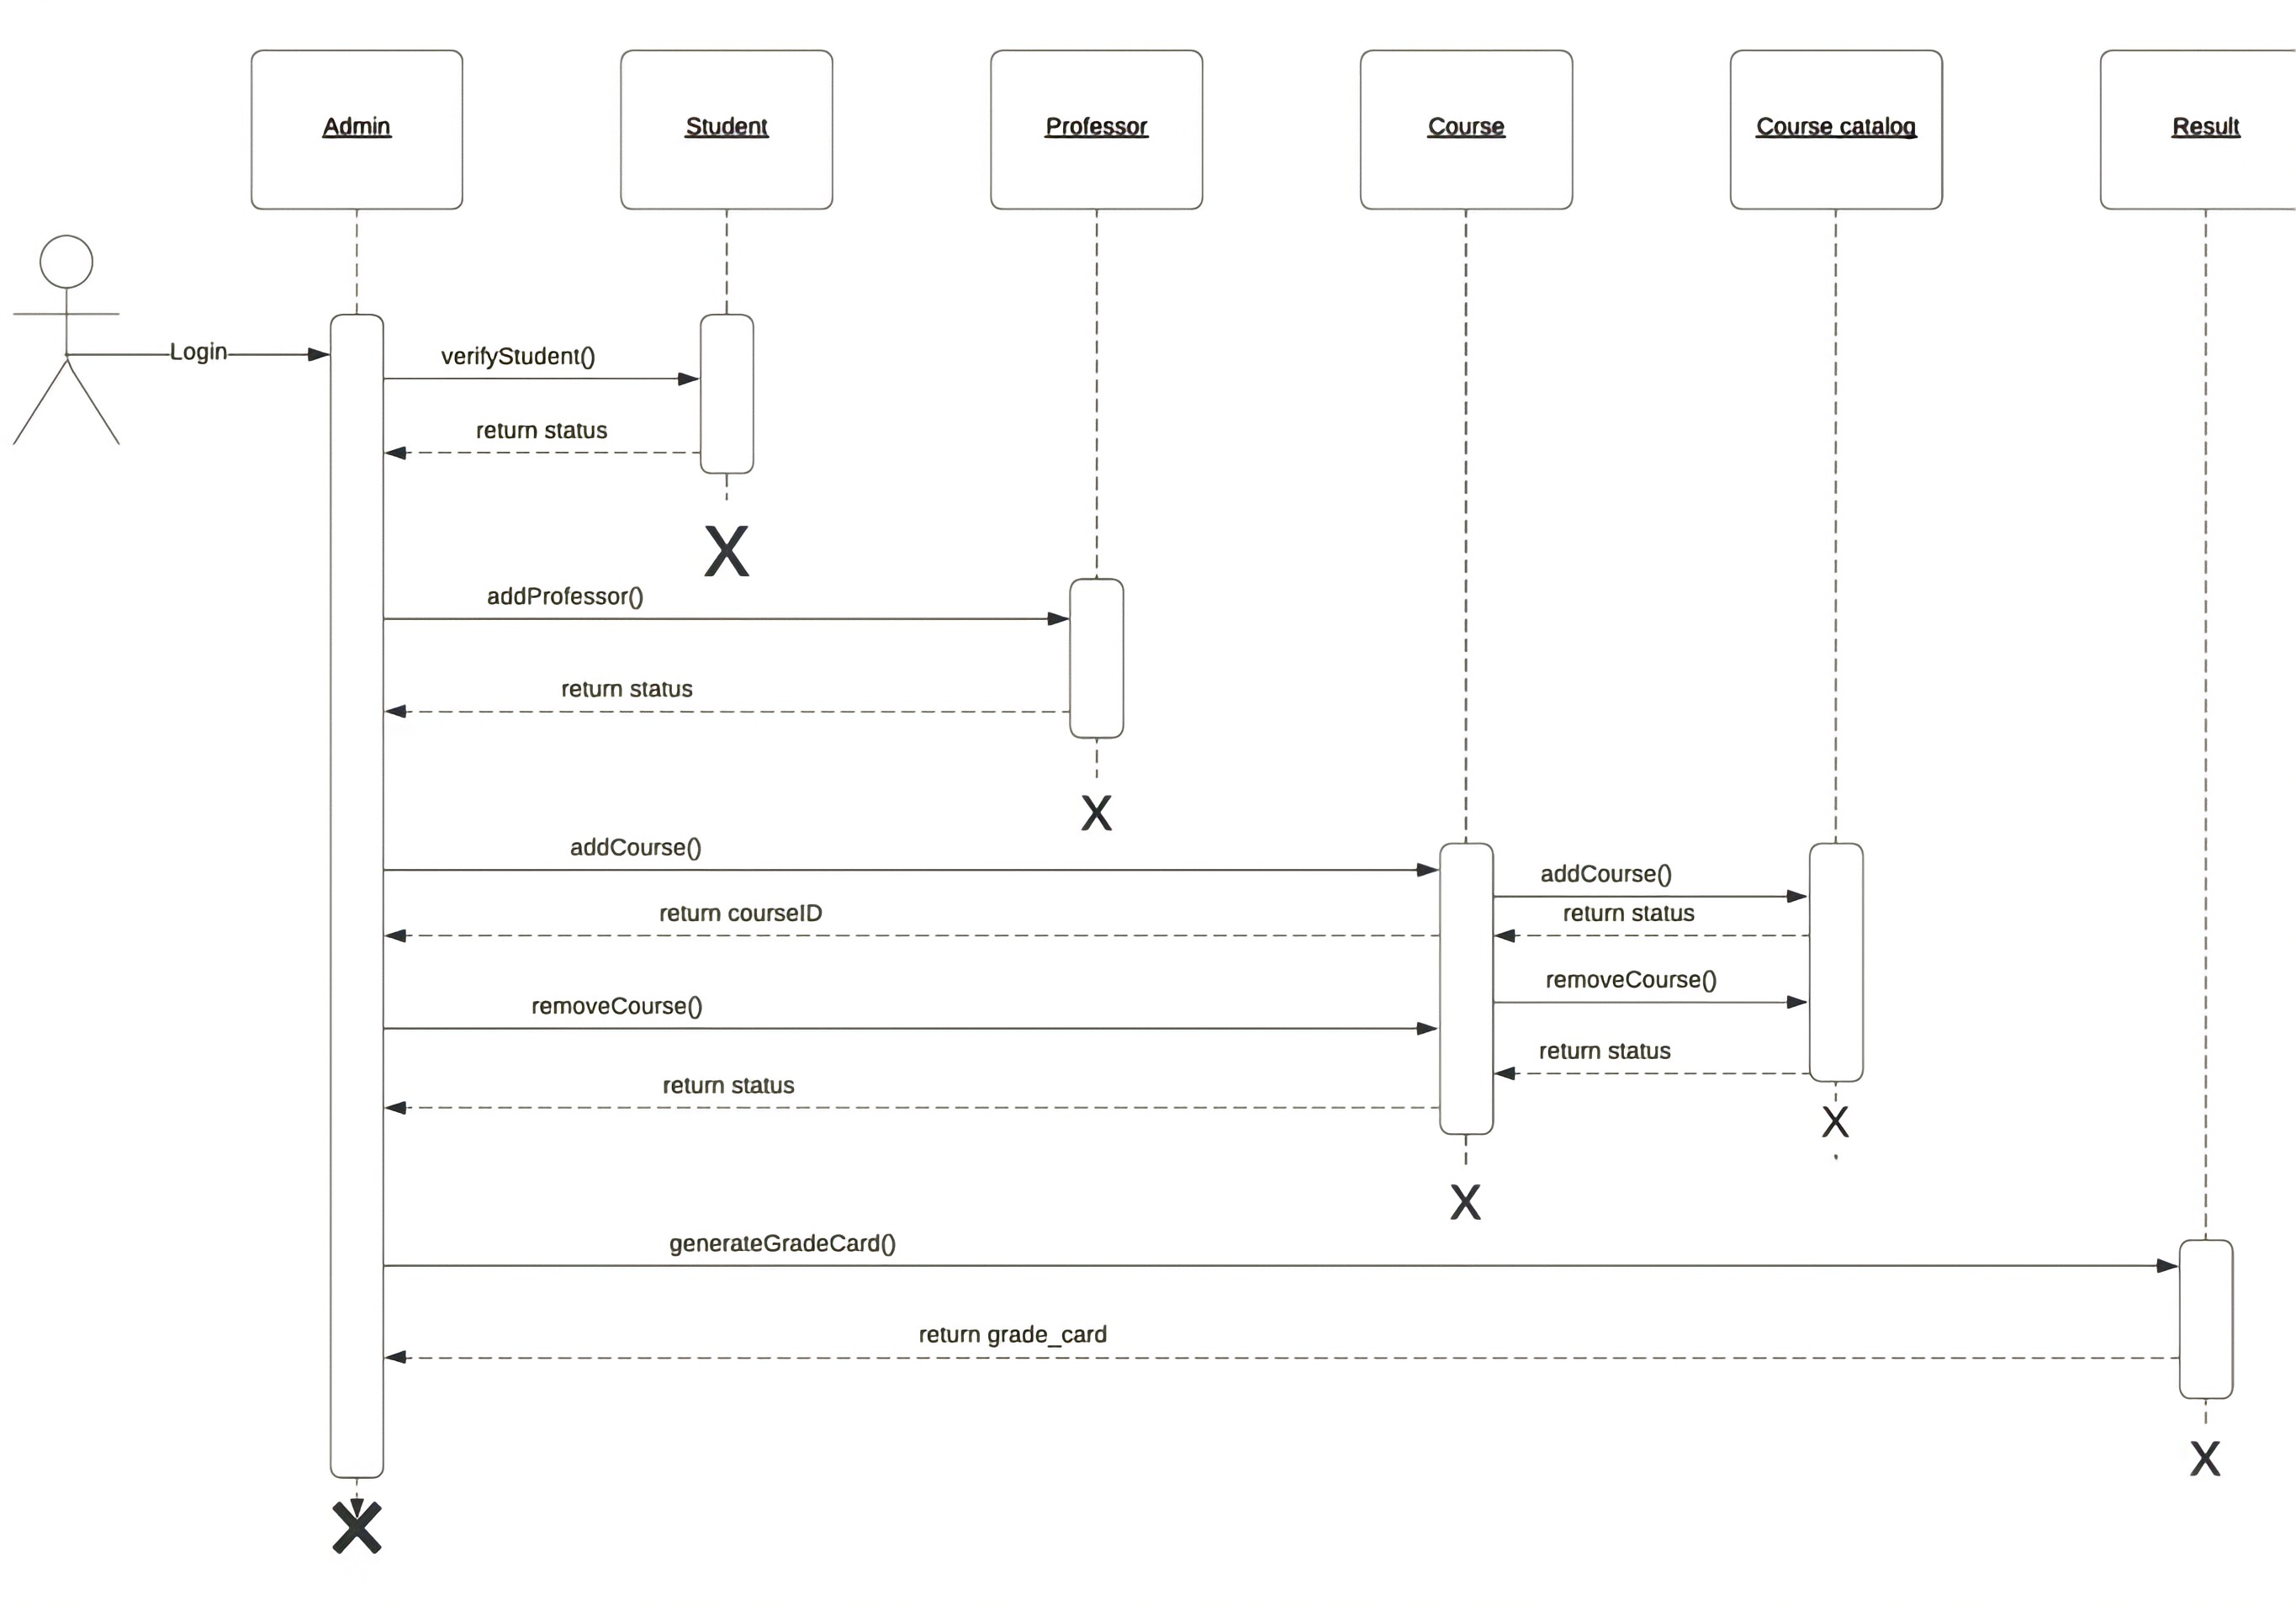 Admin
Student
Professor
Course
Course catalog
Result
Login
verifyStudent()
return status
X
addProfessor()
return status
X
addCourse()
addCourse()
return courseID
return status
removeCourse()
removeCourse()
return status
return status
X
X
generateGradeCard()
return grade_card
X
X